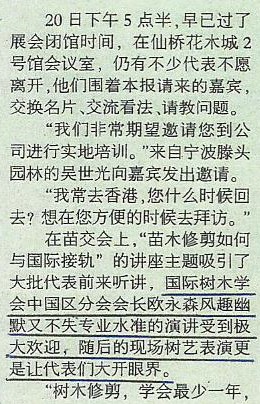 20日下午5点半，早已过了
展会闭馆时间，在仙桥花木城2
号馆会议室，仍有不少代表不愿
离开，他们围着本报请来的嘉宾，
交换名片、交流看法、请教问题。
“我们非常期望邀请您到公
司进行实地培训。”来自宁波滕头
园林的吴世光向嘉宾发出邀请。
“我常去香港，您什么时候回
去？想在您方便的时候去拜访。”
在苗交会上，“苗木修剪如何
与国际接轨”的讲座主题吸引了
大批代表前来听讲，国际树木学
会中国区分会会长欧永森风趣幽
默又不失专业水准的演讲受到极
大欢迎，随后的现场树艺表演更
是让代表们大开眼界。
“树木修剪，学会最少一年，